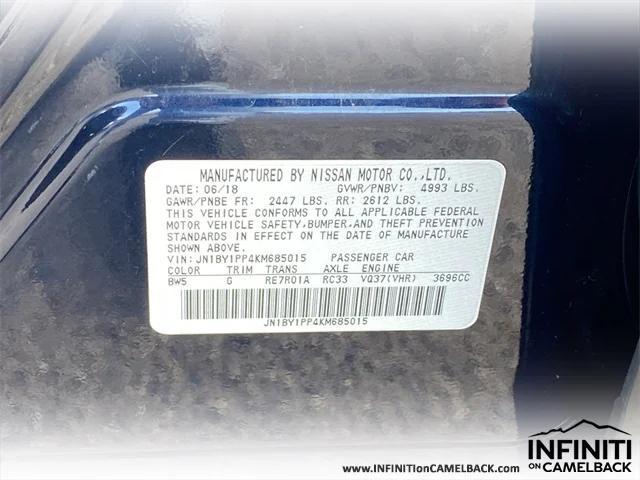 MANUFACTURED BY NISSAN MOTOR CO.,LTD.
DATE: 06/18 GVWR/PNBV: 4993 LBS.
GAWR/PNBE FR: 2447 LBS. RR: 2612 LBS.
THIS VEHICLE CONFORMS TO ALL APPLICABLE FEDERAL
MOTOR VEHICLE SAFETY,BUMPER,AND THEFT PREVENTION
STANDARDS IN EFFECT ON THE DATE OF MANUFACTURE
SHOWN ABOVE.
VIN: JN1BY1PP4KM685015 PASSENGER CAR
COLOR TRIM TRANS AXLE ENGINE
BW5 G RE7R01A RC33 VQ37(VHR) 3696CC
JN1BY1PP4KM685015
INFINITI
ON CAMELBACK
www.INFINITIonCAMELBACK.com